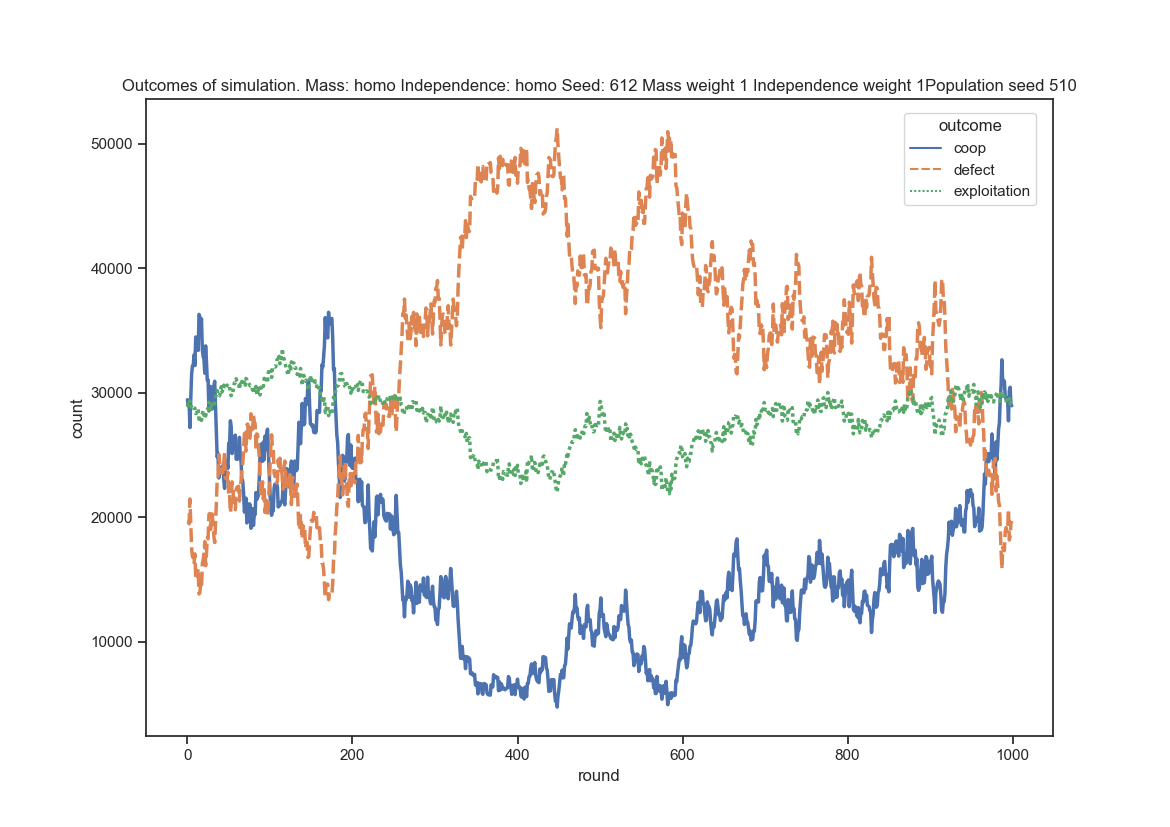 Outcomes of simulation. Mass: homo Independence: homo Seed: 612 Mass weight 1 Independence weight 1Population seed 510
outcome
coop
defect
exploitation
50000
40000
30000
20000
10000
count
0
200
400
600
800
1000
round